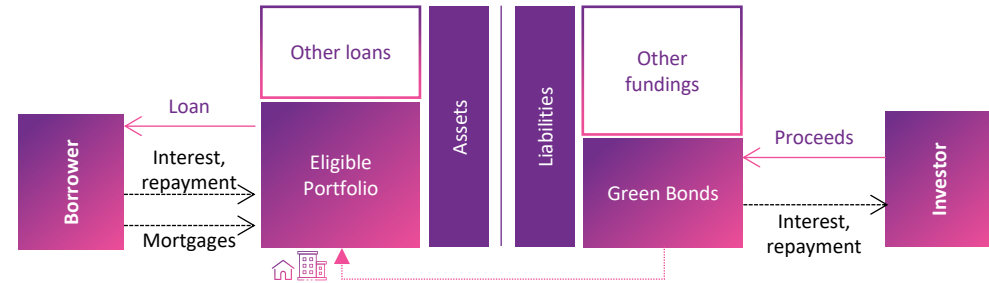 Other loans
Assets
Liabilities
Other
fundings
Loan
Proceeds
Borrower
Interest,
repayment
Eligible
Portfolio
Green Bonds
Investor
Mortgages
Interest,
repayment